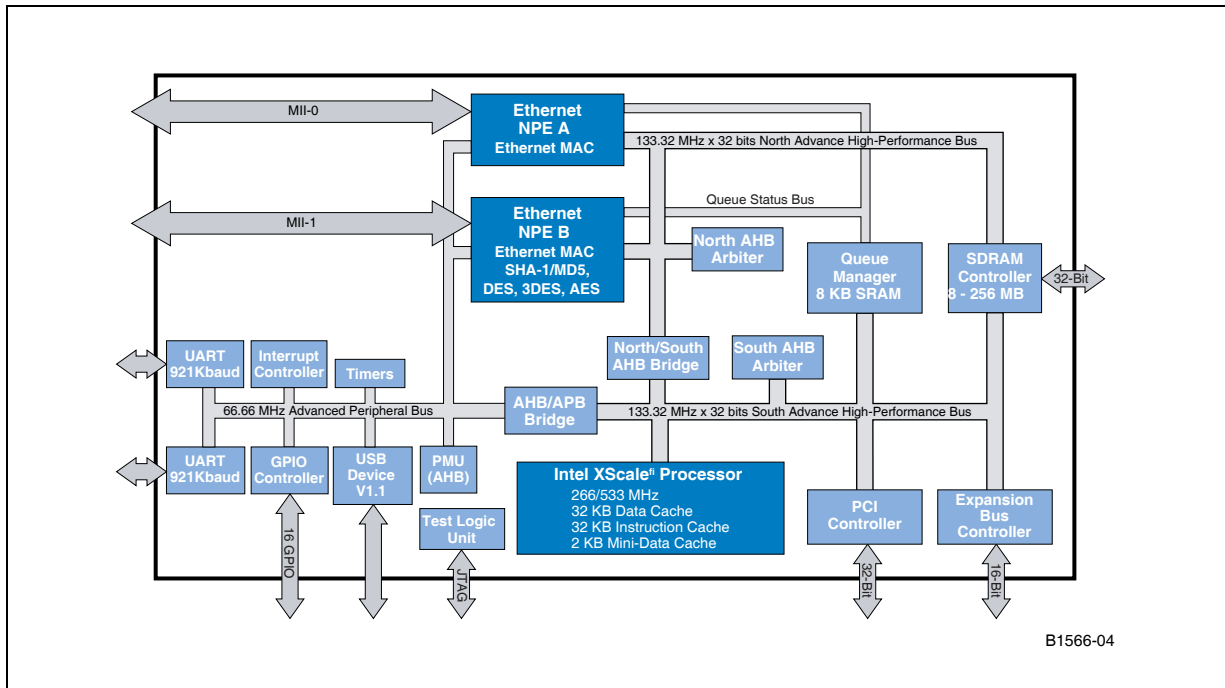 MII-0
Ethernet
NPE A
Ethernet MAC
133.32 MHz x 32 bits North Advance High-Performance Bus
MII-1
Ethernet
NPE B
Ethernet MAC
SHA-1/MD5,
DES, 3DES, AES
Queue Status Bus
North AHB
Arbiter
Queue
Manager
8 KB SRAM
SDRAM
Controller
8 - 256 MB
32-Bit
UART
921Kbaud
Interrupt
Controller
Timers
North/South
AHB Bridge
South AHB
Arbiter
66.66 MHz Advanced Peripheral Bus
AHB/APB
Bridge
133.32 MHz x 32 bits South Advance High-Performance Bus
UART
921Kbaud
GPIO
Controller
USB
Device
V1.1
PMU
(AHB)
Test Logic
Unit
Intel XScaleﬁ Processor
266/533 MHz
32 KB Data Cache
32 KB Instruction Cache
2 KB Mini-Data Cache
PCI
Controller
Expansion
Bus
Controller
16 GPIO
JTAG
32-Bit
16-Bit
B1566-04